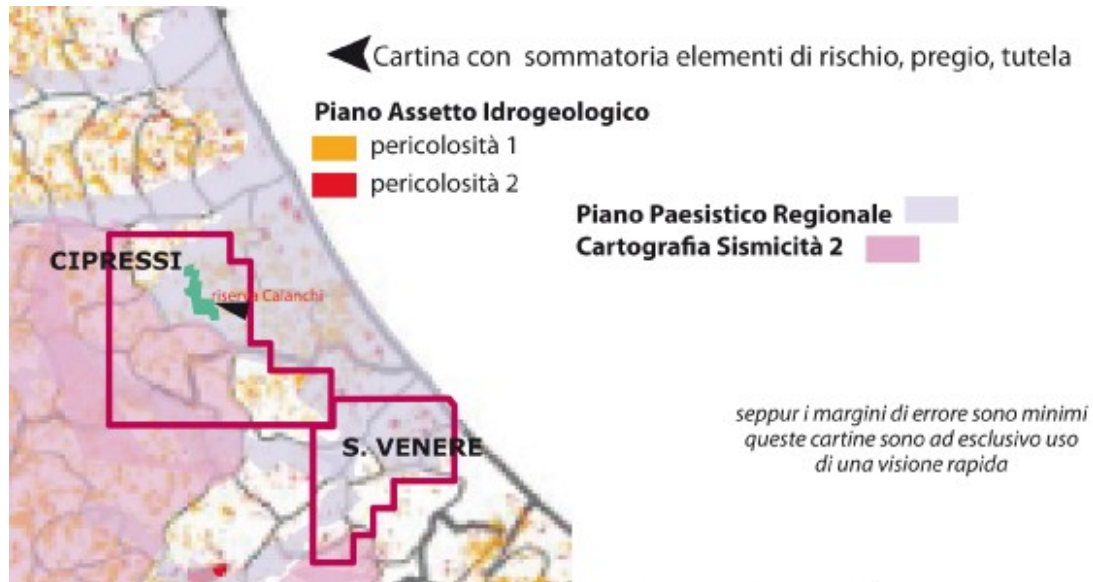 Cartina con sommatoria elementi di rischio, pregio, tutela
Piano Assetto Idrogeologico
pericolosità 1
pericolosità 2
Piano Paesistico Regionale
Cartografia Sismicità 2
CIPRESSI
riserva Calanchi
S. VENERE
seppur i margini di errore sono minimi
queste cartine sono ad esclusivo uso
di una visione rapida